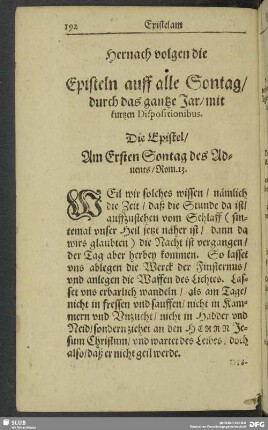 192 Epistel am
Hernach volgen die
Episteln auff alle Sontag/
durch das gantze Jar/ mit
kurtzen Dispositionibus.
Die Epistel/
Am Ersten Sontag des Ad-
uents/ Rom. 13.
WEil wir solches wissen/ nämlich
die Zeit/ daß die Stunde da ist/
auffzustehen vom Schlaff (sin-
temal vnser Heil jetzt näher ist/ dann da
wirs glaubten) die Nacht ist vergangen/
der Tag aber herbey kommen. So lasset
vns ablegen die Werck der Finsternus/
vnd anlegen die Waffen des Liechtes. Las-
set vns erbarlich wandeln/ als am Tage/
nicht in fressen vnd sauffen/ nicht in Kam-
mern vnd Vnzucht/ nicht in Hadder vnd
Neid/ sondern ziehet an den HERRN Je-
sum Christum/ vnd wartet des Leibes/ doch
also/ daß er nicht geil werde.
SLUB
DFG